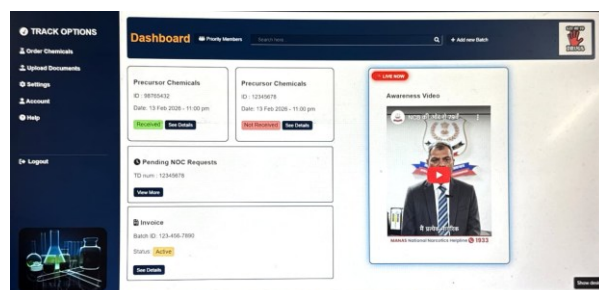 TRACK OPTIONS
Order Chemicals
Upload Documents
Settings
Account
Help
Logout
Dashboard
Priority Members
Search here...
+ Add new Batch
Precursor Chemicals
ID : 98765432
Date: 13 Feb 2026 - 11:00 pm
Received
See Details
Precursor Chemicals
ID : 12345678
Date: 13 Feb 2026 - 11:00 pm
Not Received
See Details
Pending NOC Requests
TD num : 12345678
View More
Invoice
Batch ID: 123-456-7890
Status: Active
See Details
LIVE NOW
Awareness Video
मैं प्रत्येक नागरिक
MANAS National Narcotics Helpline 1933